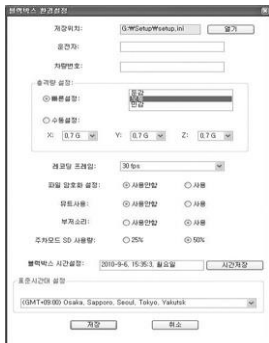 블랙박스 환경설정
저장위치: G:\Setup\setup.ini 열기
운전자:
차량번호:
충격량 설정:
빠른설정: 둔감 보통 민감
수동설정:
X: 0.7 G Y: 0.7 G Z: 0.7 G
레코딩 프레임: 30 fps
파일 암호화 설정: 사용안함 사용
뮤트사용: 사용안함 사용
부저소리: 사용안함 사용
주차모드 SD 사용량: 25% 50%
블랙박스 시간설정: 2010-9-6, 15:35:3, 월요일 시간저장
표준시간대 설정
(GMT+09:00) Osaka, Sapporo, Seoul, Tokyo, Yakutsk
저장 취소